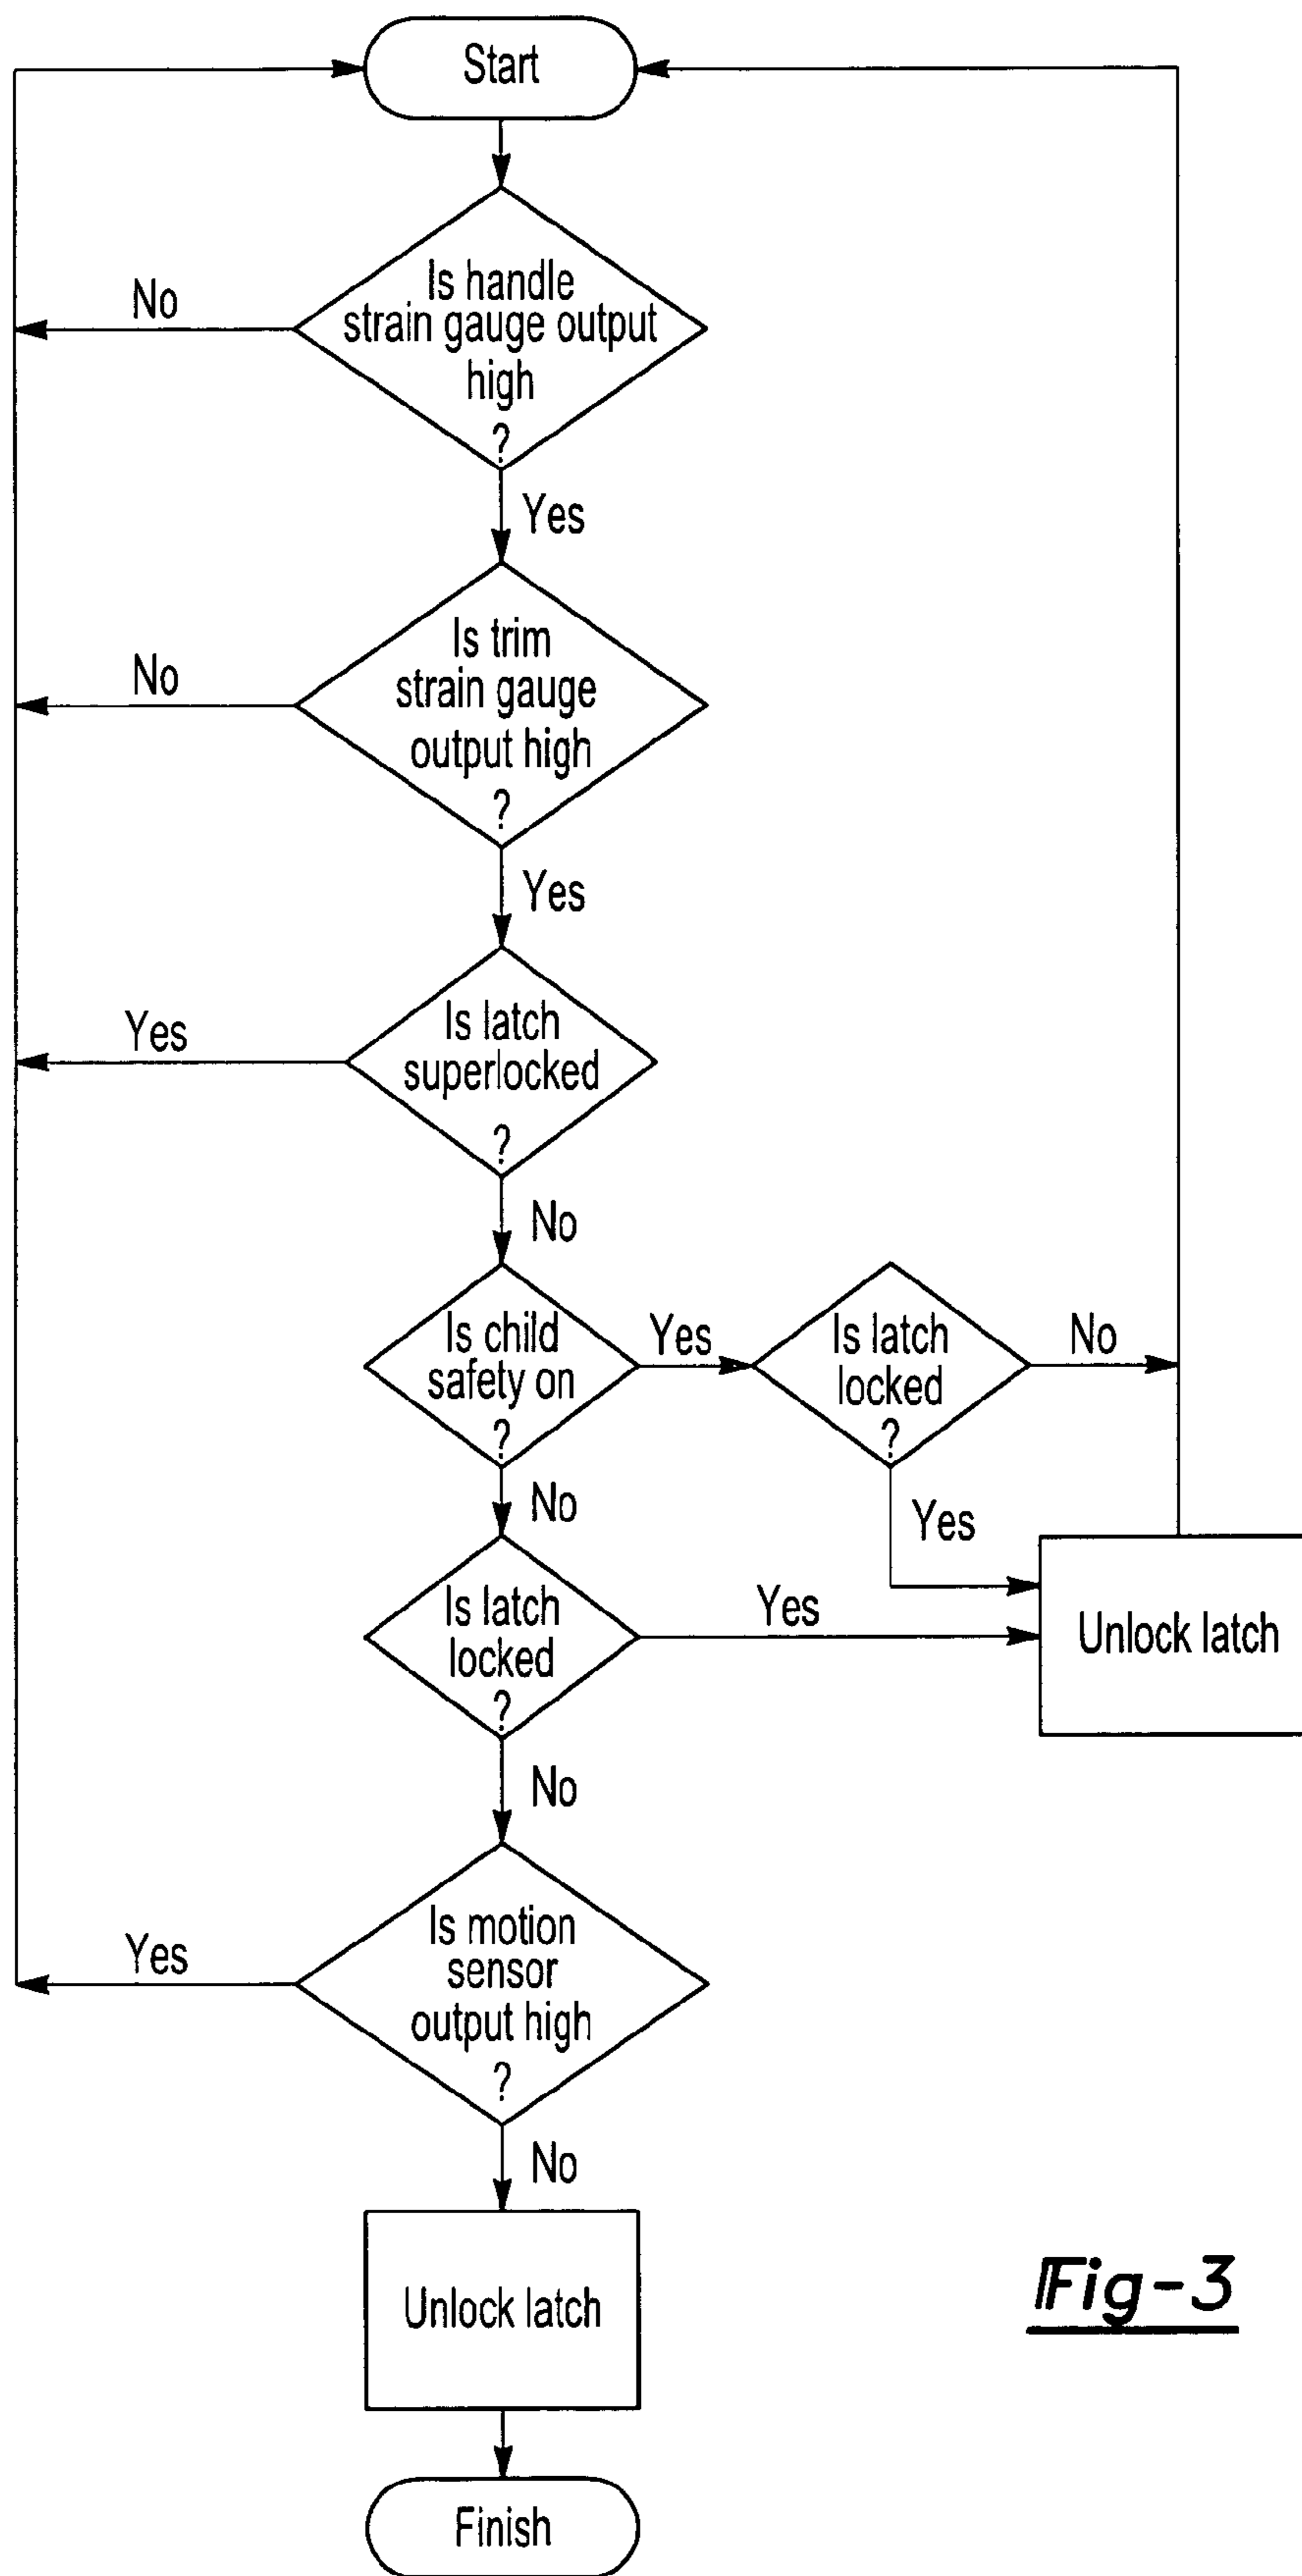 Start
Is handle
strain gauge output
high
?
No
Yes
Is trim
strain gauge
output high
?
No
Yes
Is latch
superlocked
?
Yes
No
Is child
safety on
?
Yes
Is latch
locked
?
No
No
Yes
Is latch
locked
?
Yes
Unlock latch
No
Is motion
sensor
output high
?
Yes
No
Unlock latch
Fig-3
Finish